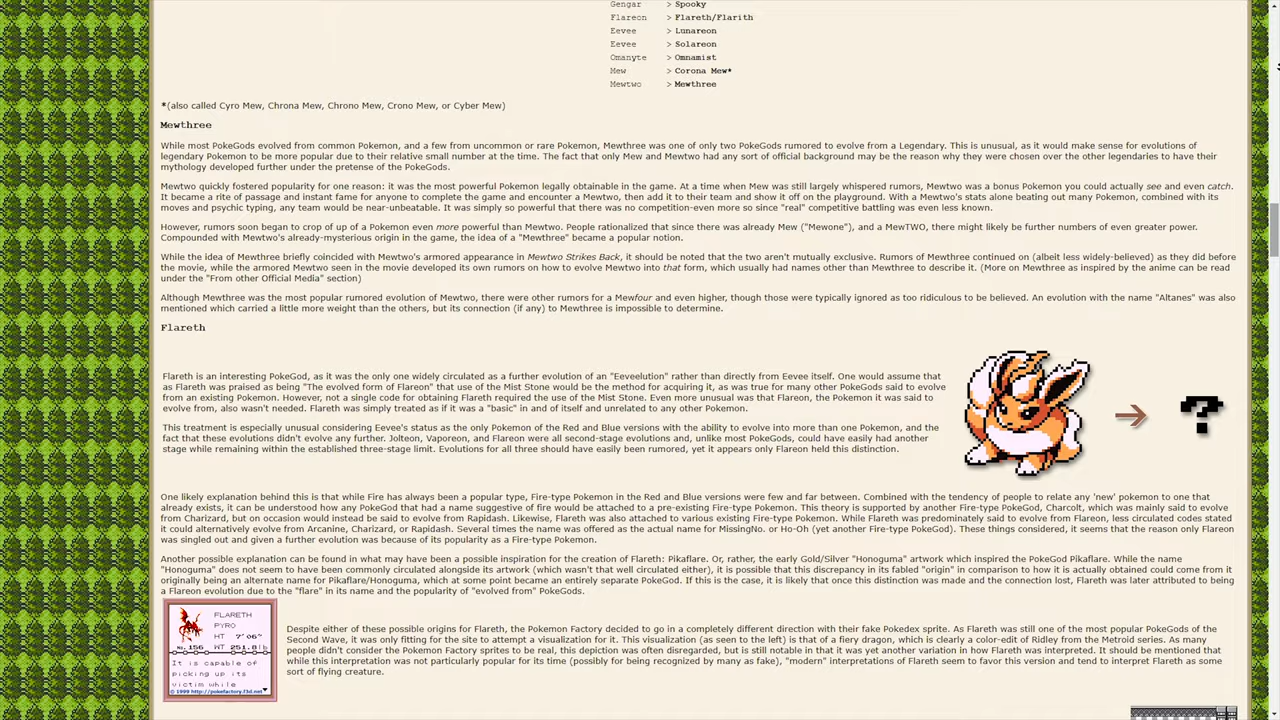 Gengar > Spooky
Flareon > Flareth/Flarith
Eevee > Lunareon
Eevee > Solareon
Omanyte > Omnamist
Mew > Corona Mew*
Mewtwo > Mewthree
*(also called Cyro Mew, Chrona Mew, Chrono Mew, Crono Mew, or Cyber Mew)
Mewthree
While most PokeGods evolved from common Pokemon, and a few from uncommon or rare Pokemon, Mewthree was one of only two PokeGods rumored to evolve from a Legendary. This is unusual, as it would make sense for evolutions of
legendary Pokemon to be more popular due to their relative small number at the time. The fact that only Mew and Mewtwo had any sort of official background may be the reason why they were chosen over the other legendaries to have their
mythology developed further under the pretense of the PokeGods.
Mewtwo quickly fostered popularity for one reason: it was the most powerful Pokemon legally obtainable in the game. At a time when Mew was still largely whispered rumors, Mewtwo was a bonus Pokemon you could actually see and even catch.
It became a rite of passage and instant fame for anyone to complete the game and encounter a Mewtwo, then add it to their team and show it off on the playground. With a Mewtwo's stats alone beating out many Pokemon, combined with its
moves and psychic typing, any team would be near-unbeatable. It was simply so powerful that there was no competition-even more so since "real" competitive battling was even less known.
However, rumors soon began to crop of up of a Pokemon even more powerful than Mewtwo. People rationalized that since there was already Mew ("Mewone"), and a MewTWO, there might likely be further numbers of even greater power.
Compounded with Mewtwo's already-mysterious origin in the game, the idea of a "Mewthree" became a popular notion.
While the idea of Mewthree briefly coincided with Mewtwo's armored appearance in Mewtwo Strikes Back, it should be noted that the two aren't mutually exclusive. Rumors of Mewthree continued on (albeit less widely-believed) as they did before
the movie, while the armored Mewtwo seen in the movie developed its own rumors on how to evolve Mewtwo into that form, which usually had names other than Mewthree to describe it. (More on Mewthree as inspired by the anime can be read
under the "From other Official Media" section)
Although Mewthree was the most popular rumored evolution of Mewtwo, there were other rumors for a Mewfour and even higher, though those were typically ignored as too ridiculous to be believed. An evolution with the name "Altanes" was also
mentioned which carried a little more weight than the others, but its connection (if any) to Mewthree is impossible to determine.
Flareth
Flareth is an interesting PokeGod, as it was the only one widely circulated as a further evolution of an "Eeveelution" rather than directly from Eevee itself. One would assume that
as Flareth was praised as being "The evolved form of Flareon" that use of the Mist Stone would be the method for acquiring it, as was true for many other PokeGods said to evolve
from an existing Pokemon. However, not a single code for obtaining Flareth required the use of the Mist Stone. Even more unusual was that Flareon, the Pokemon it was said to
evolve from, also wasn't needed. Flareth was simply treated as if it was a "basic" in and of itself and unrelated to any other Pokemon.
This treatment is especially unusual considering Eevee's status as the only Pokemon of the Red and Blue versions with the ability to evolve into more than one Pokemon, and the
fact that these evolutions didn't evolve any further. Jolteon, Vaporeon, and Flareon were all second-stage evolutions and, unlike most PokeGods, could have easily had another
stage while remaining within the established three-stage limit. Evolutions for all three should have easily been rumored, yet it appears only Flareon held this distinction.
?
One likely explanation behind this is that while Fire has always been a popular type, Fire-type Pokemon in the Red and Blue versions were few and far between. Combined with the tendency of people to relate any 'new' pokemon to one that
already exists, it can be understood how any PokeGod that had a name suggestive of fire would be attached to a pre-existing Fire-type Pokemon. This theory is supported by another Fire-type PokeGod, Charcolt, which was mainly said to evolve
from Charizard, but on occasion would instead be said to evolve from Rapidash. Likewise, Flareth was also attached to various existing Fire-type Pokemon. While Flareth was predominately said to evolve from Flareon, less circulated codes stated
it could alternatively evolve from Arcanine, Charizard, or Rapidash. Several times the name was offered as the actual name for MissingNo. or Ho-Oh (yet another Fire-type PokeGod). These things considered, it seems that the reason only Flareon
was singled out and given a further evolution was because of its popularity as a Fire-type Pokemon.
Another possible explanation can be found in what may have been a possible inspiration for the creation of Flareth: Pikaflare. Or, rather, the early Gold/Silver "Honoguma" artwork which inspired the PokeGod Pikaflare. While the name
"Honoguma" does not seem to have been commonly circulated alongside its artwork (which wasn't that well circulated either), it is possible that this discrepancy in its fabled "origin" in comparison to how it is actually obtained could come from it
originally being an alternate name for Pikaflare/Honoguma, which at some point became an entirely separate PokeGod. If this is the case, it is likely that once this distinction was made and the connection lost, Flareth was later attributed to being
a Flareon evolution due to the "flare" in its name and the popularity of "evolved from" PokeGods.
FLARETH
PYRO
HT 7'06"
No.156 WT 251.8lb
It is capable of
picking up its
victim while
© 1999 http://pokefactory.f3d.net
Despite either of these possible origins for Flareth, the Pokemon Factory decided to go in a completely different direction with their fake Pokedex sprite. As Flareth was still one of the most popular PokeGods of the
Second Wave, it was only fitting for the site to attempt a visualization for it. This visualization (as seen to the left) is that of a fiery dragon, which is clearly a color-edit of Ridley from the Metroid series. As many
people didn't consider the Pokemon Factory sprites to be real, this depiction was often disregarded, but is still notable in that it was yet another variation in how Flareth was interpreted. It should be mentioned that
while this interpretation was not particularly popular for its time (possibly for being recognized by many as fake), "modern" interpretations of Flareth seem to favor this version and tend to interpret Flareth as some
sort of flying creature.